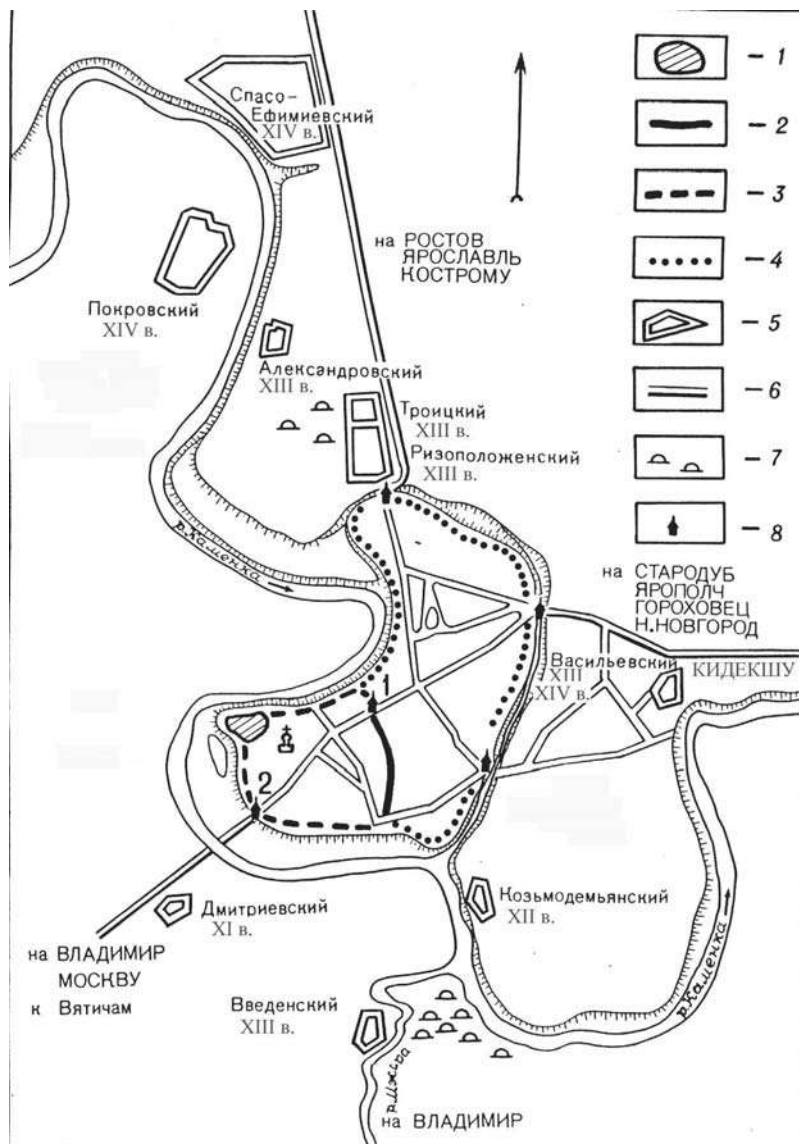 Спасо-
Ефимиевский
XIV в.
на РОСТОВ
ЯРОСЛАВЛЬ
КОСТРОМУ
Покровский
XIV в.
Александровский
XIII в.
Троицкий
XIII в.
Ризоположенский
XIII в.
р. Каменка
на СТАРОДУБ
ЯРОПОЛЧ
ГОРОХОВЕЦ
Н.НОВГОРОД
КИДЕКШУ
Васильевский
XIII
XIV в.
1
2
Дмитриевский
XI в.
Козьмодемьянский
XII в.
на ВЛАДИМИР
МОСКВУ
к Вятичам
Введенский
XIII в.
р. Каменка
р. Мжара
на ВЛАДИМИР
– 1
– 2
– 3
– 4
– 5
– 6
– 7
– 8